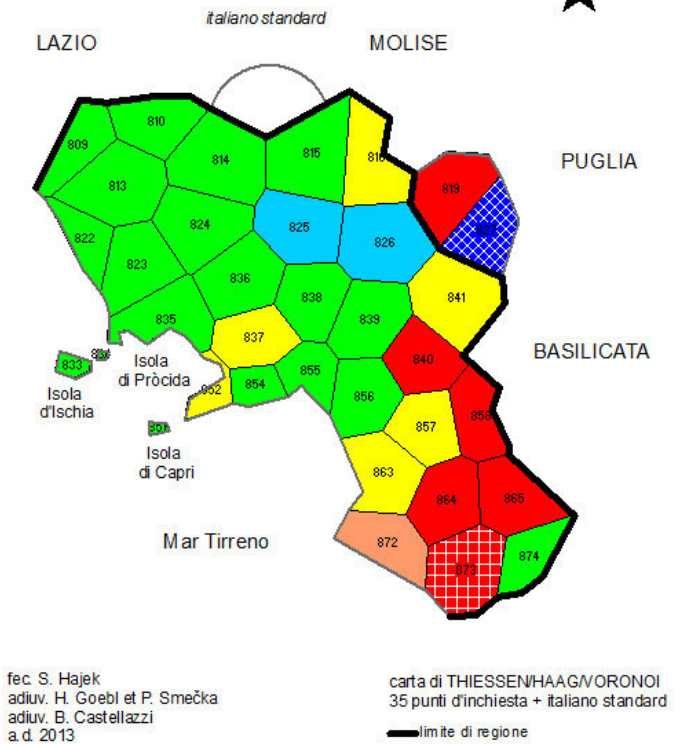 italiano standard
LAZIO
MOLISE
810
809
814
815
816
813
819
PUGLIA
824
825
822
826
823
836
838
841
835
839
837
Isola
di Pròcida
833
BASILICATA
840
855
854
Isola
d'Ischia
856
858
857
Isola
di Capri
863
864
865
Mar Tirreno
872
874
873
fec. S. Hajek
adiuv. H. Goebl et P. Smečka
adiuv. B. Castellazzi
a.d. 2013
carta di THIESSEN/HAAG/VORONOI
35 punti d'inchiesta + italiano standard
limite di regione